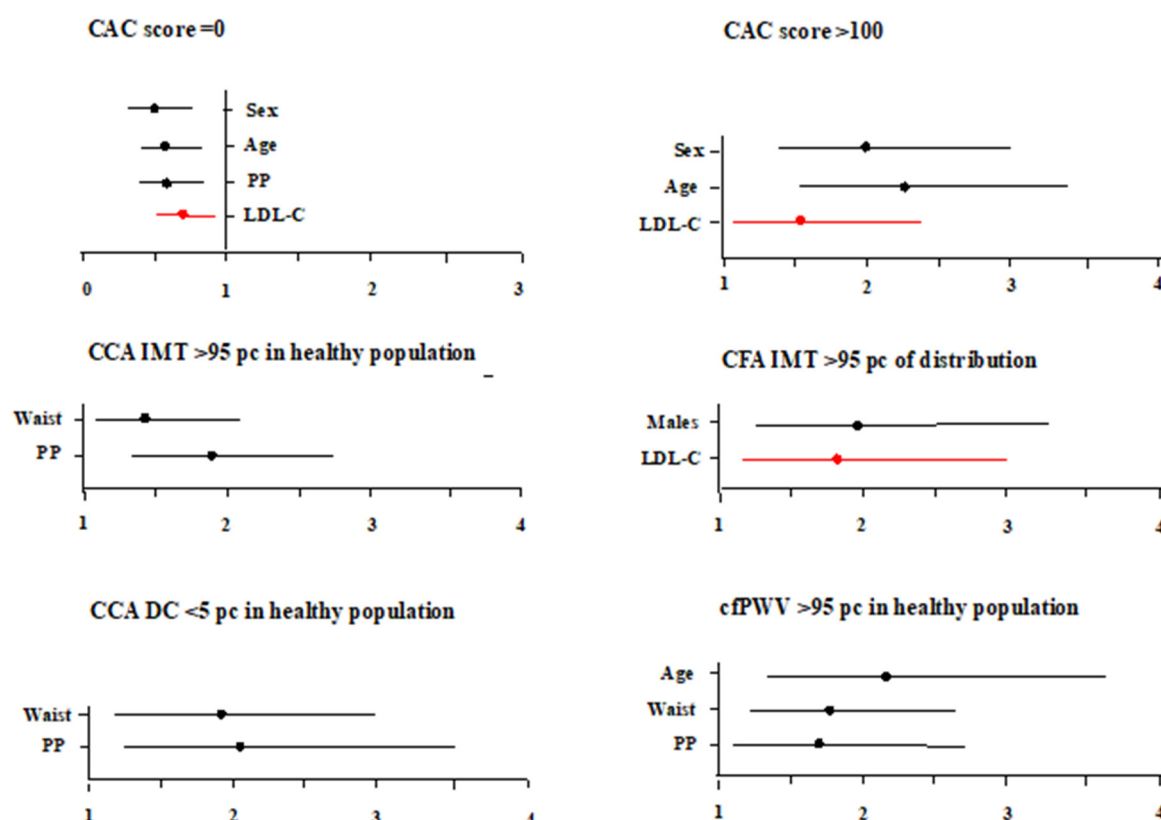 CAC score =0
Sex
Age
PP
LDL-C
0 1 2 3
CAC score >100
Sex
Age
LDL-C
1 2 3 4
CCA IMT >95 pc in healthy population
Waist
PP
1 2 3 4
CFA IMT >95 pc of distribution
Males
LDL-C
1 2 3 4
CCA DC <5 pc in healthy population
Waist
PP
1 2 3 4
cfPWV >95 pc in healthy population
Age
Waist
PP
1 2 3 4